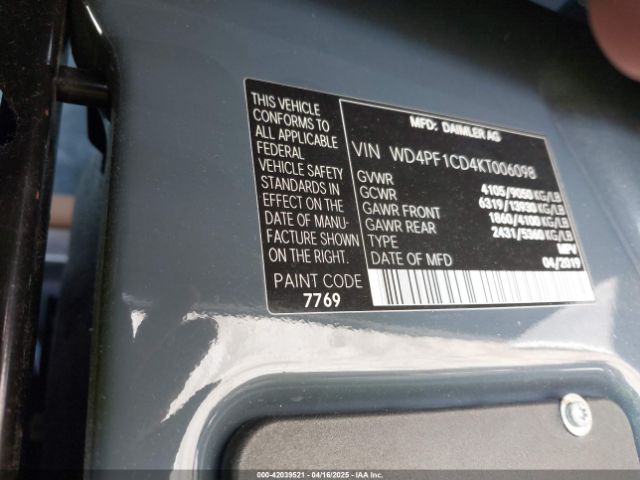 THIS VEHICLE
CONFORMS TO
ALL APPLICABLE
FEDERAL
VEHICLE SAFETY
STANDARDS IN
EFFECT ON THE
DATE OF MANU-
FACTURE SHOWN
ON THE RIGHT.
PAINT CODE
7769
MFD: DAIMLER AG
VIN WD4PF1CD4KT006098
GVWR 4105/9050 KG/LB
GCWR 6319/13930 KG/LB
GAWR FRONT 1860/4100 KG/LB
GAWR REAR 2431/5360 KG/LB
TYPE MPV
DATE OF MFD 04/2019
000-42039521 - 04/16/2025 - IAA Inc.